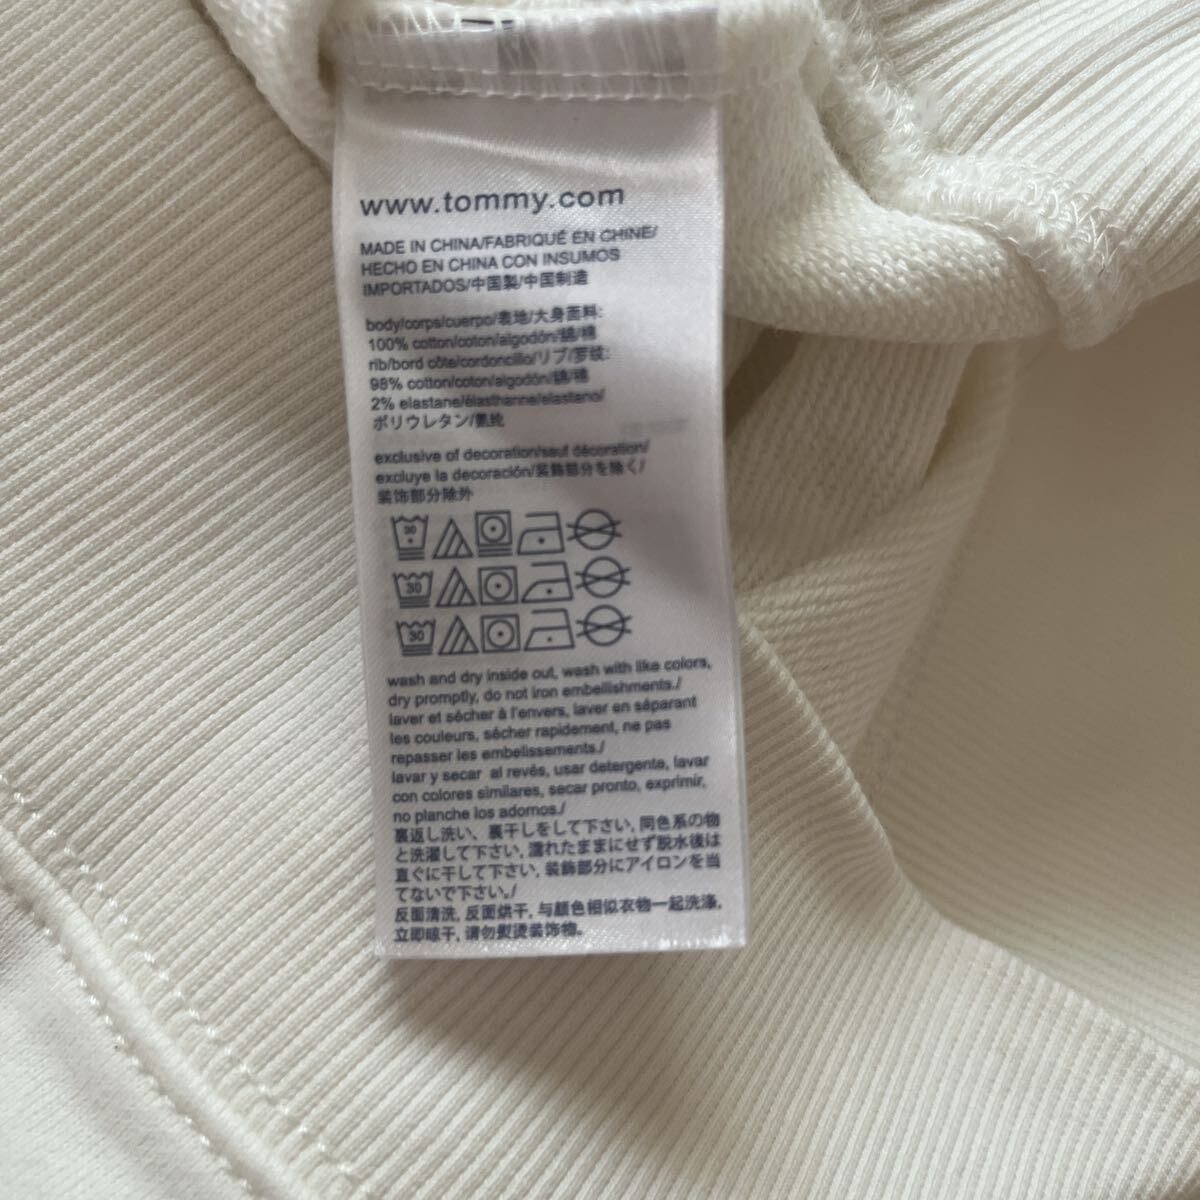 www.tommy.com
MADE IN CHINA/FABRIQUÉ EN CHINE/
HECHO EN CHINA CON INSUMOS
IMPORTADOS/中国製/中国制造
body/corps/cuerpo/表地/大身面料:
100% cotton/coton/algodón/綿/棉
rib/bord côte/cordoncillo/リブ/罗纹:
98% cotton/coton/algodón/綿/棉
2% elastane/élasthanne/elastano/
ポリウレタン/氨纶
exclusive of decoration/sauf décoration/
excluye la decoración/装飾部分を除く/
装饰部分除外
30
30
30
wash and dry inside out, wash with like colors,
dry promptly, do not iron embellishments./
laver et sécher à l'envers, laver en séparant
les couleurs, sécher rapidement, ne pas
repasser les embelissements./
lavar y secar al revés, usar detergente, lavar
con colores similares, secar pronto, exprimir,
no planche los adornos./
裏返し洗い、裏干しをして下さい, 同色系の物
と洗濯して下さい, 濡れたままにせず脱水後は
直ぐに干して下さい, 装飾部分にアイロンを当
てないで下さい。/
反面清洗, 反面烘干, 与颜色相似衣物一起洗涤,
立即晾干, 请勿熨烫装饰物.